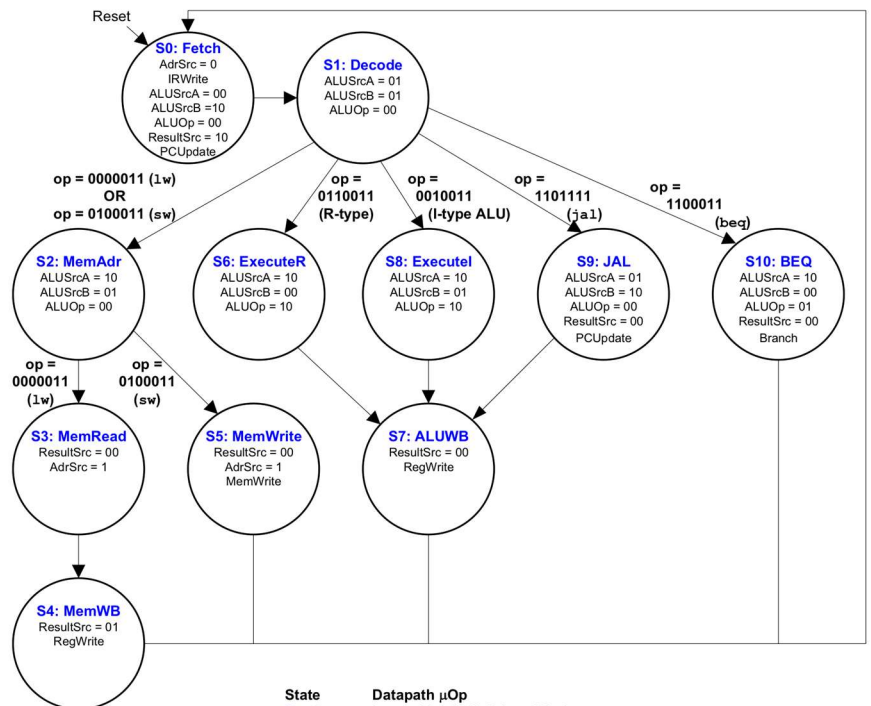 Reset
S0: Fetch
AdrSrc = 0
IRWrite
ALUSrcA = 00
ALUSrcB =10
ALUOp = 00
ResultSrc = 10
PCUpdate
S1: Decode
ALUSrcA = 01
ALUSrcB = 01
ALUOp = 00
op = 0000011 (lw)
OR
op = 0100011 (sw)
op =
0110011
(R-type)
op =
0010011
(I-type ALU)
op =
1101111
(jal)
op =
1100011
(beq)
S2: MemAdr
ALUSrcA = 10
ALUSrcB = 01
ALUOp = 00
S6: ExecuteR
ALUSrcA = 10
ALUSrcB = 00
ALUOp = 10
S8: ExecuteI
ALUSrcA = 10
ALUSrcB = 01
ALUOp = 10
S9: JAL
ALUSrcA = 01
ALUSrcB = 10
ALUOp = 00
ResultSrc = 00
PCUpdate
S10: BEQ
ALUSrcA = 10
ALUSrcB = 00
ALUOp = 01
ResultSrc = 00
Branch
op =
0000011
(lw)
op =
0100011
(sw)
S3: MemRead
ResultSrc = 00
AdrSrc = 1
S5: MemWrite
ResultSrc = 00
AdrSrc = 1
MemWrite
S7: ALUWB
ResultSrc = 00
RegWrite
S4: MemWB
ResultSrc = 01
RegWrite
State Datapath µOp